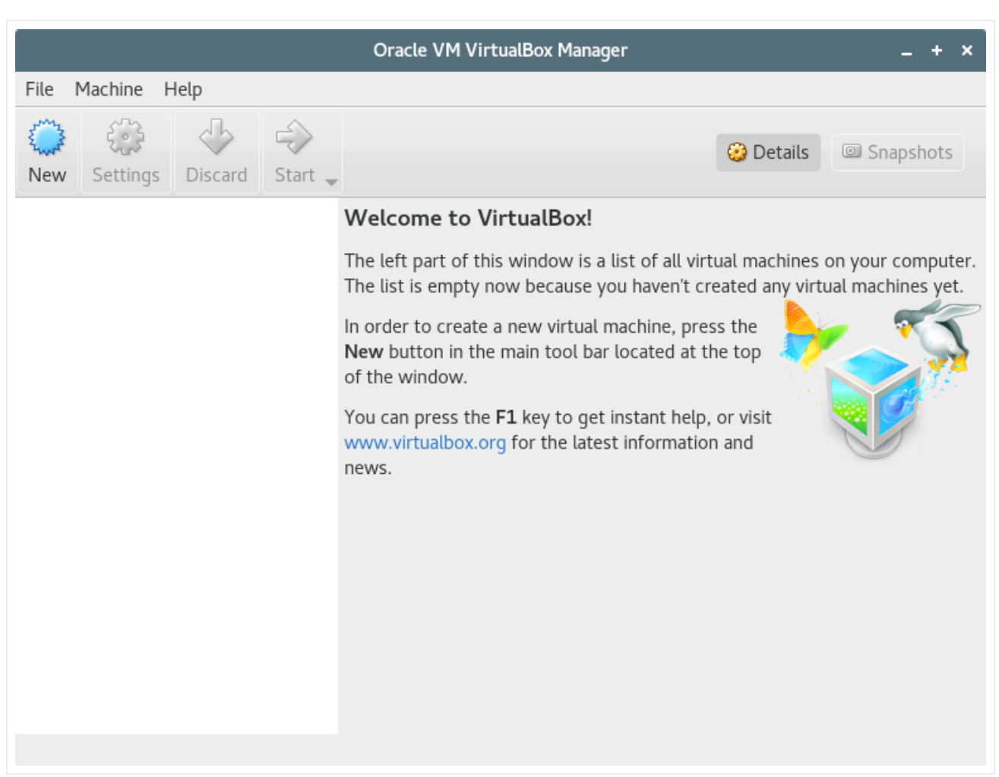 Oracle VM VirtualBox Manager
File Machine Help
New Settings Discard Start Details Snapshots
Welcome to VirtualBox!
The left part of this window is a list of all virtual machines on your computer.
The list is empty now because you haven't created any virtual machines yet.
In order to create a new virtual machine, press the
New button in the main tool bar located at the top
of the window.
You can press the F1 key to get instant help, or visit
www.virtualbox.org for the latest information and
news.